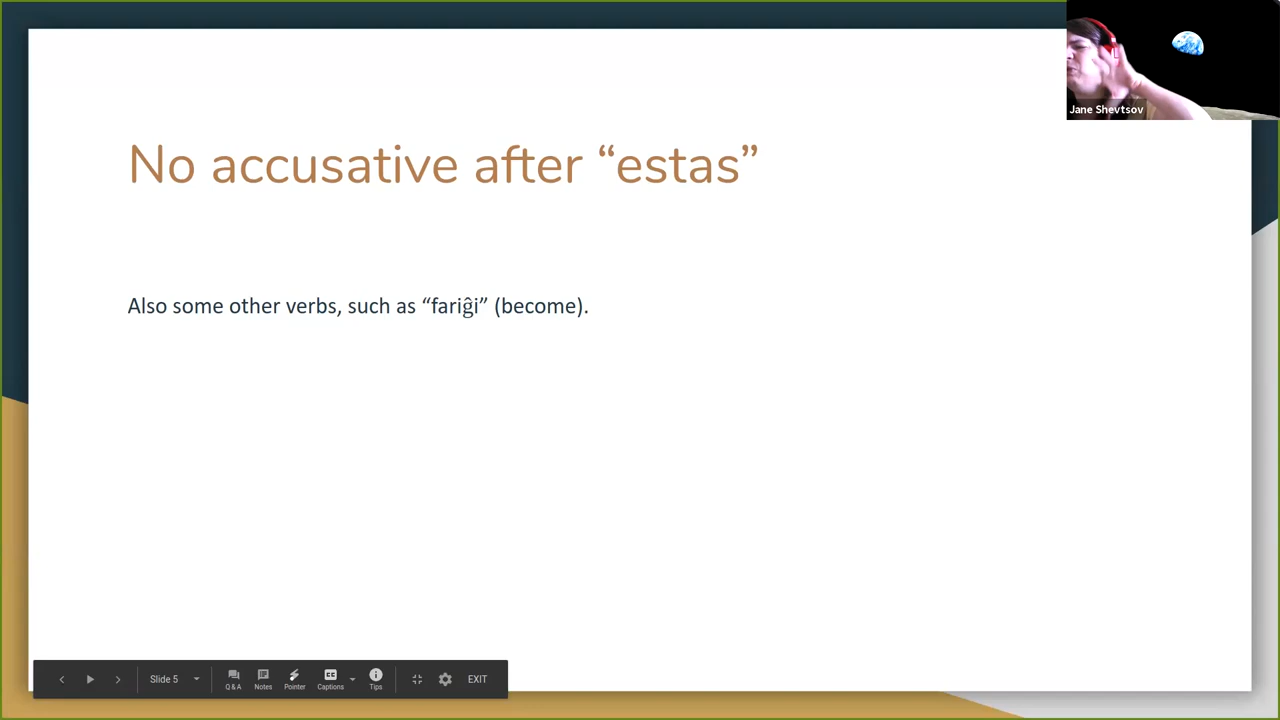 Jane Shevtsov
No accusative after “estas”
Also some other verbs, such as “fariĝi” (become).
Slide 5
Q & A
Notes
Pointer
CC
Captions
Tips
EXIT